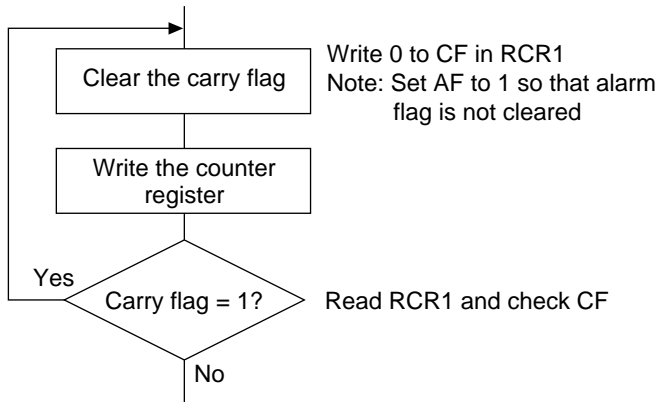 Clear the carry flag
Write 0 to CF in RCR1
Note: Set AF to 1 so that alarm
flag is not cleared
Write the counter
register
Yes
Carry flag = 1?
Read RCR1 and check CF
No